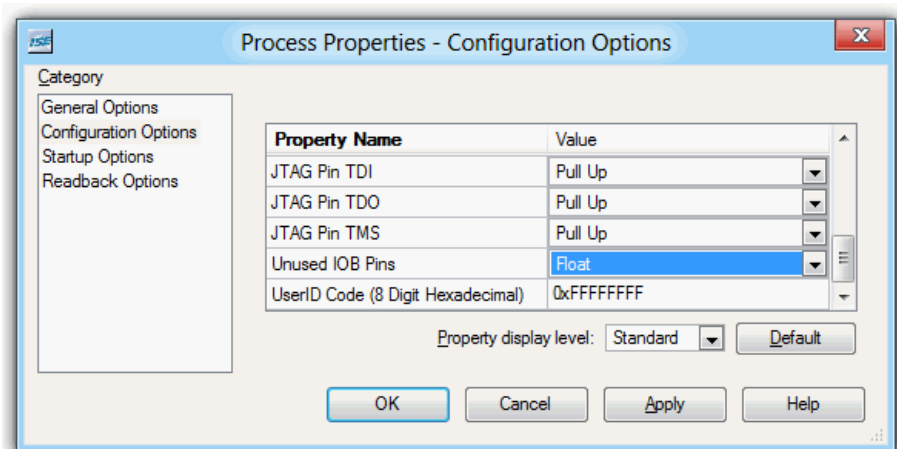 ISE
Process Properties - Configuration Options
x
Category
General Options
Configuration Options
Startup Options
Readback Options
Property Name Value
JTAG Pin TDI Pull Up
JTAG Pin TDO Pull Up
JTAG Pin TMS Pull Up
Unused IOB Pins Float
UserID Code (8 Digit Hexadecimal) 0xFFFFFFFF
Property display level: Standard Default
OK Cancel Apply Help